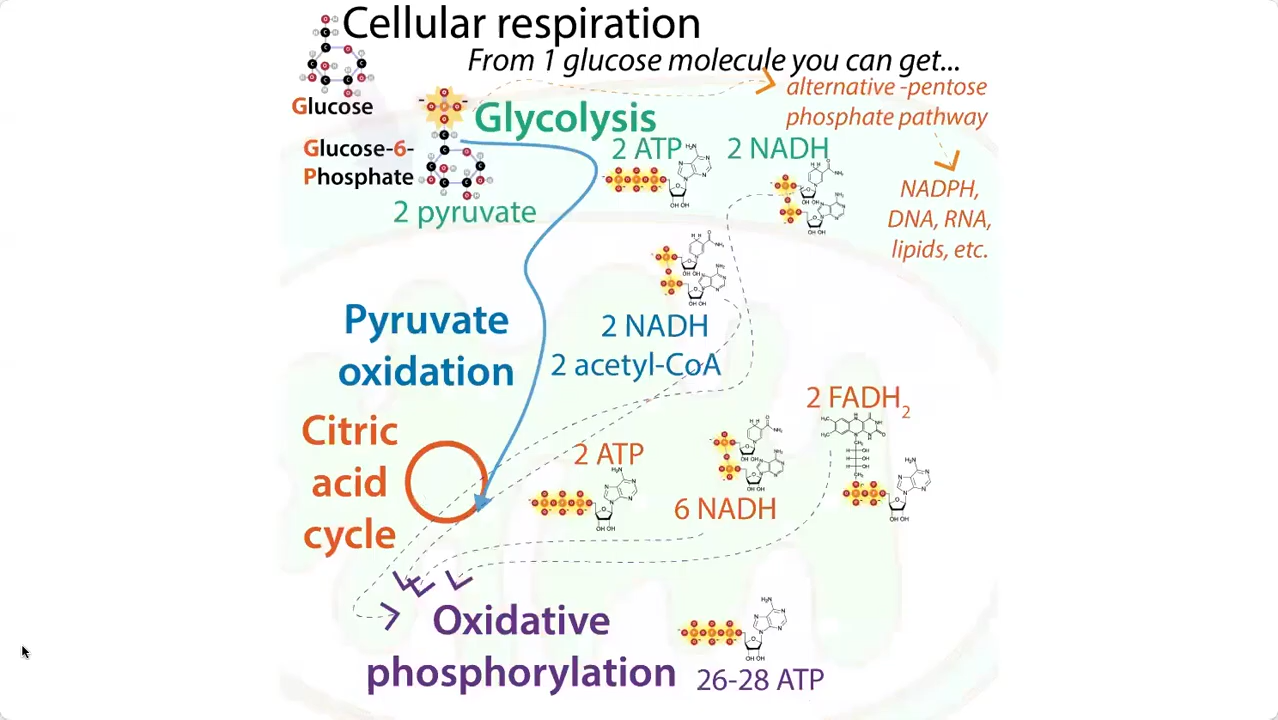 Cellular respiration
From 1 glucose molecule you can get...
Glucose
alternative -pentose
phosphate pathway
Glycolysis
Glucose-6-
Phosphate
2 ATP
2 NADH
NADPH,
DNA, RNA,
lipids, etc.
2 pyruvate
Pyruvate
oxidation
2 NADH
2 acetyl-CoA
2 FADH2
Citric
acid
cycle
2 ATP
6 NADH
Oxidative
phosphorylation
26-28 ATP